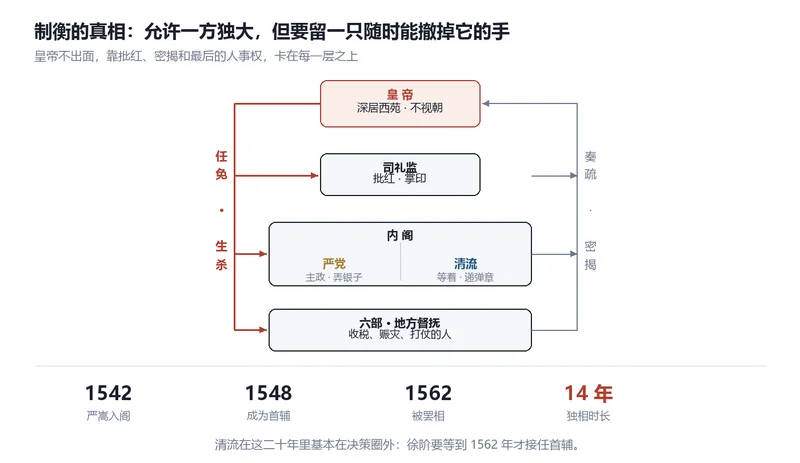 制衡的真相：允许一方独大，但要留一只随时能撤掉它的手
皇帝不出面，靠批红、密揭和最后的人事权，卡在每一层之上
皇 帝
深居西苑 · 不视朝
任免 · 生杀
奏疏 · 密揭
司礼监
批红 · 掌印
内 阁
严党
清流
主政 · 弄银子
等着 · 递弹章
六部 · 地方督抚
收税、赈灾、打仗的人
1542
1548
1562
14 年
严嵩入阁
成为首辅
被罢相
独相时长
清流在这二十年里基本在决策圈外：徐阶要等到 1562 年才接任首辅。